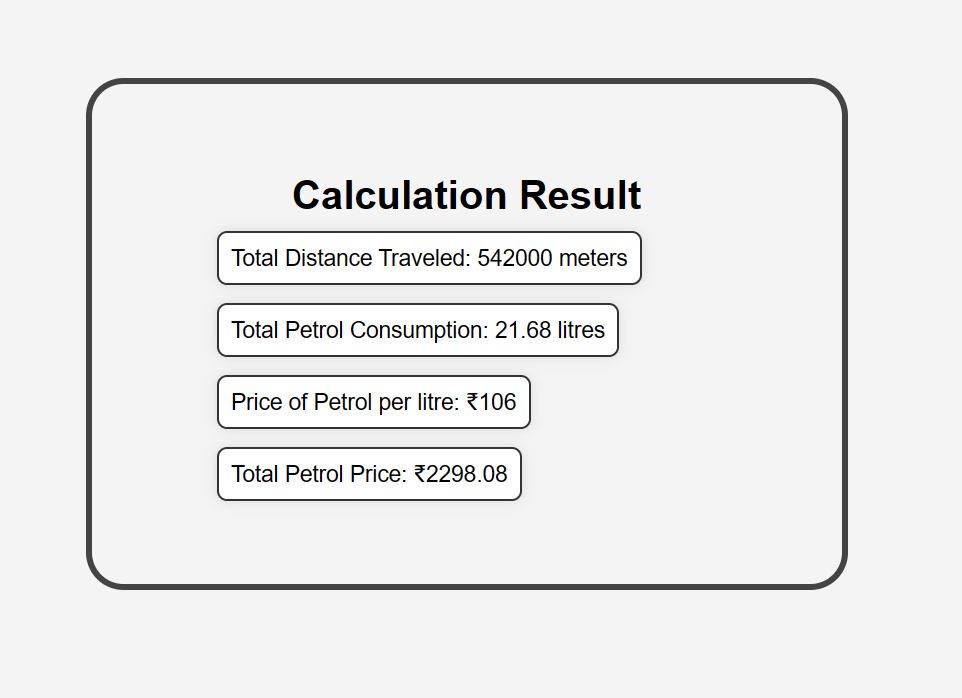 Calculation Result
Total Distance Traveled: 542000 meters
Total Petrol Consumption: 21.68 litres
Price of Petrol per litre: ₹106
Total Petrol Price: ₹2298.08